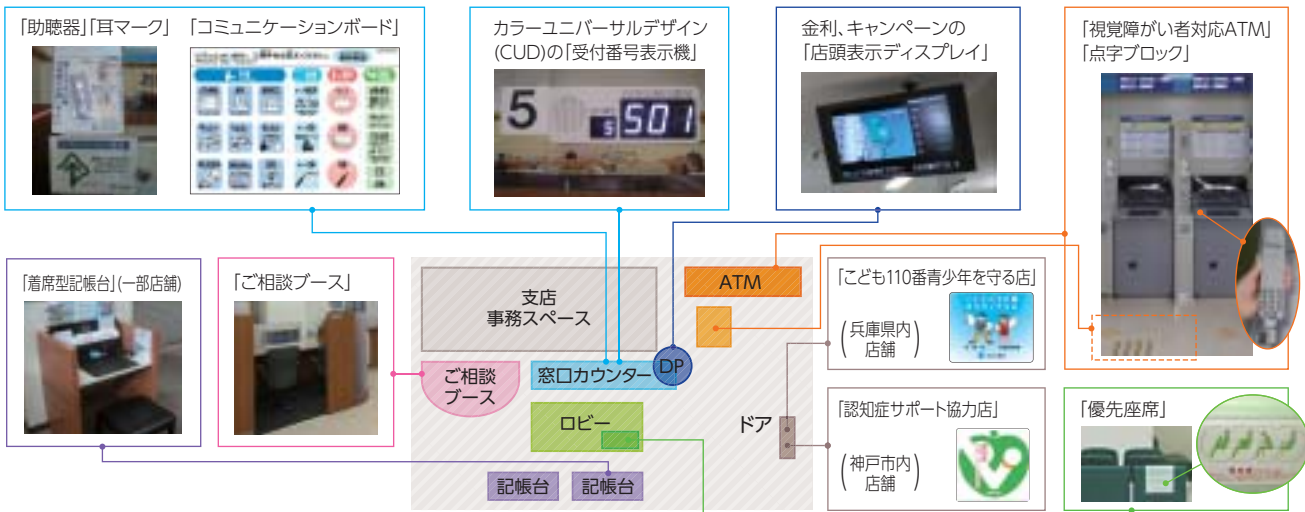 「助聴器」「耳マーク」
「コミュニケーションボード」
カラーユニバーサルデザイン
(CUD)の「受付番号表示機」
5
S
501
金利、キャンペーンの
「店頭表示ディスプレイ」
「視覚障がい者対応ATM」
「点字ブロック」
「着席型記帳台」(一部店舗)
「ご相談ブース」
支店
事務スペース
ATM
ご相談
ブース
窓口カウンター
DP
ロビー
記帳台
記帳台
ドア
「こども110番青少年を守る店」
(兵庫県内
店舗)
「認知症サポート協力店」
(神戸市内
店舗)
「優先座席」